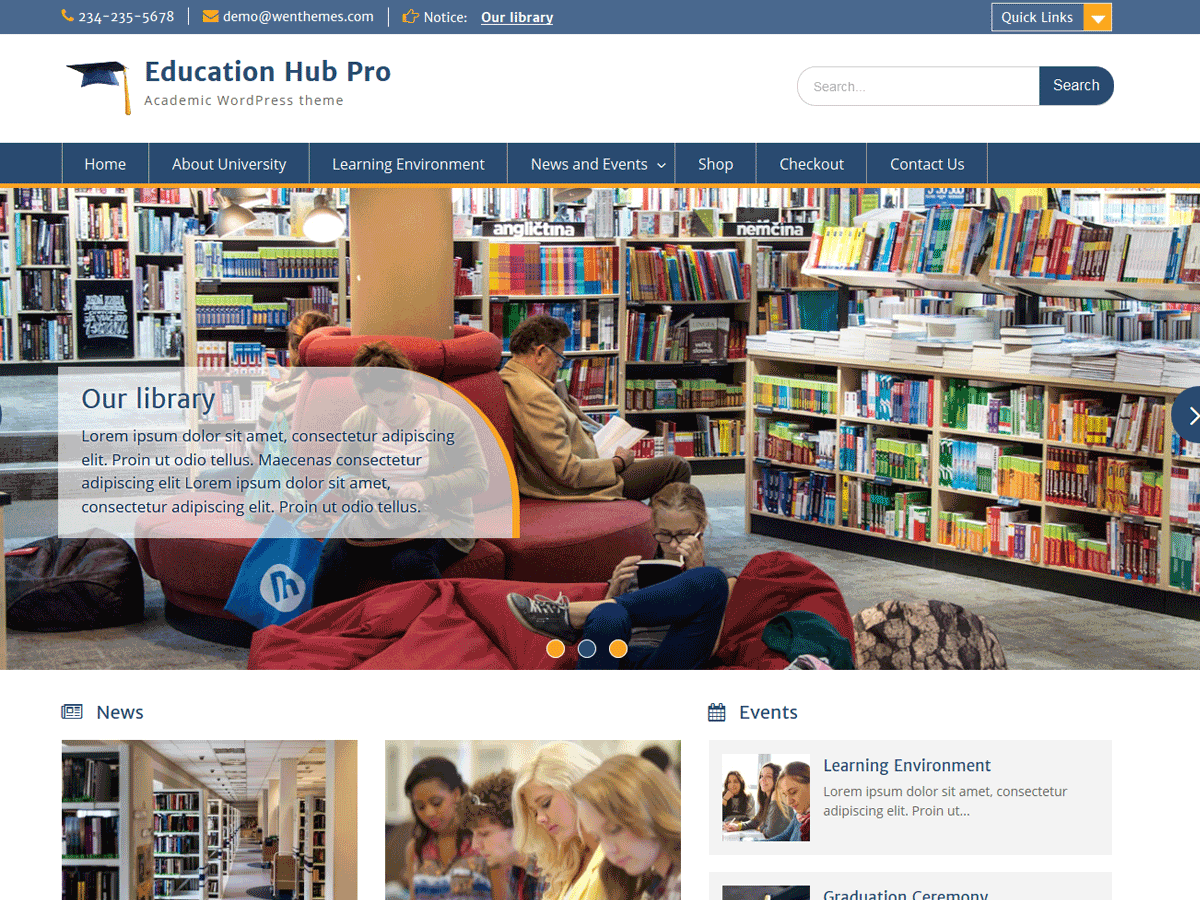 234-235-5678
demo@wenthemes.com
Notice: Our library
Quick Links
Education Hub Pro
Academic WordPress theme
Search...
Search
Home
About University
Learning Environment
News and Events
Shop
Checkout
Contact Us
angličtina
nemčina
Our library
Lorem ipsum dolor sit amet, consectetur adipiscing
elit. Proin ut odio tellus. Maecenas consectetur
adipiscing elit Lorem ipsum dolor sit amet,
consectetur adipiscing elit. Proin ut odio tellus.
News
Events
Learning Environment
Lorem ipsum dolor sit amet, consectetur
adipiscing elit. Proin ut...
Graduation Ceremony